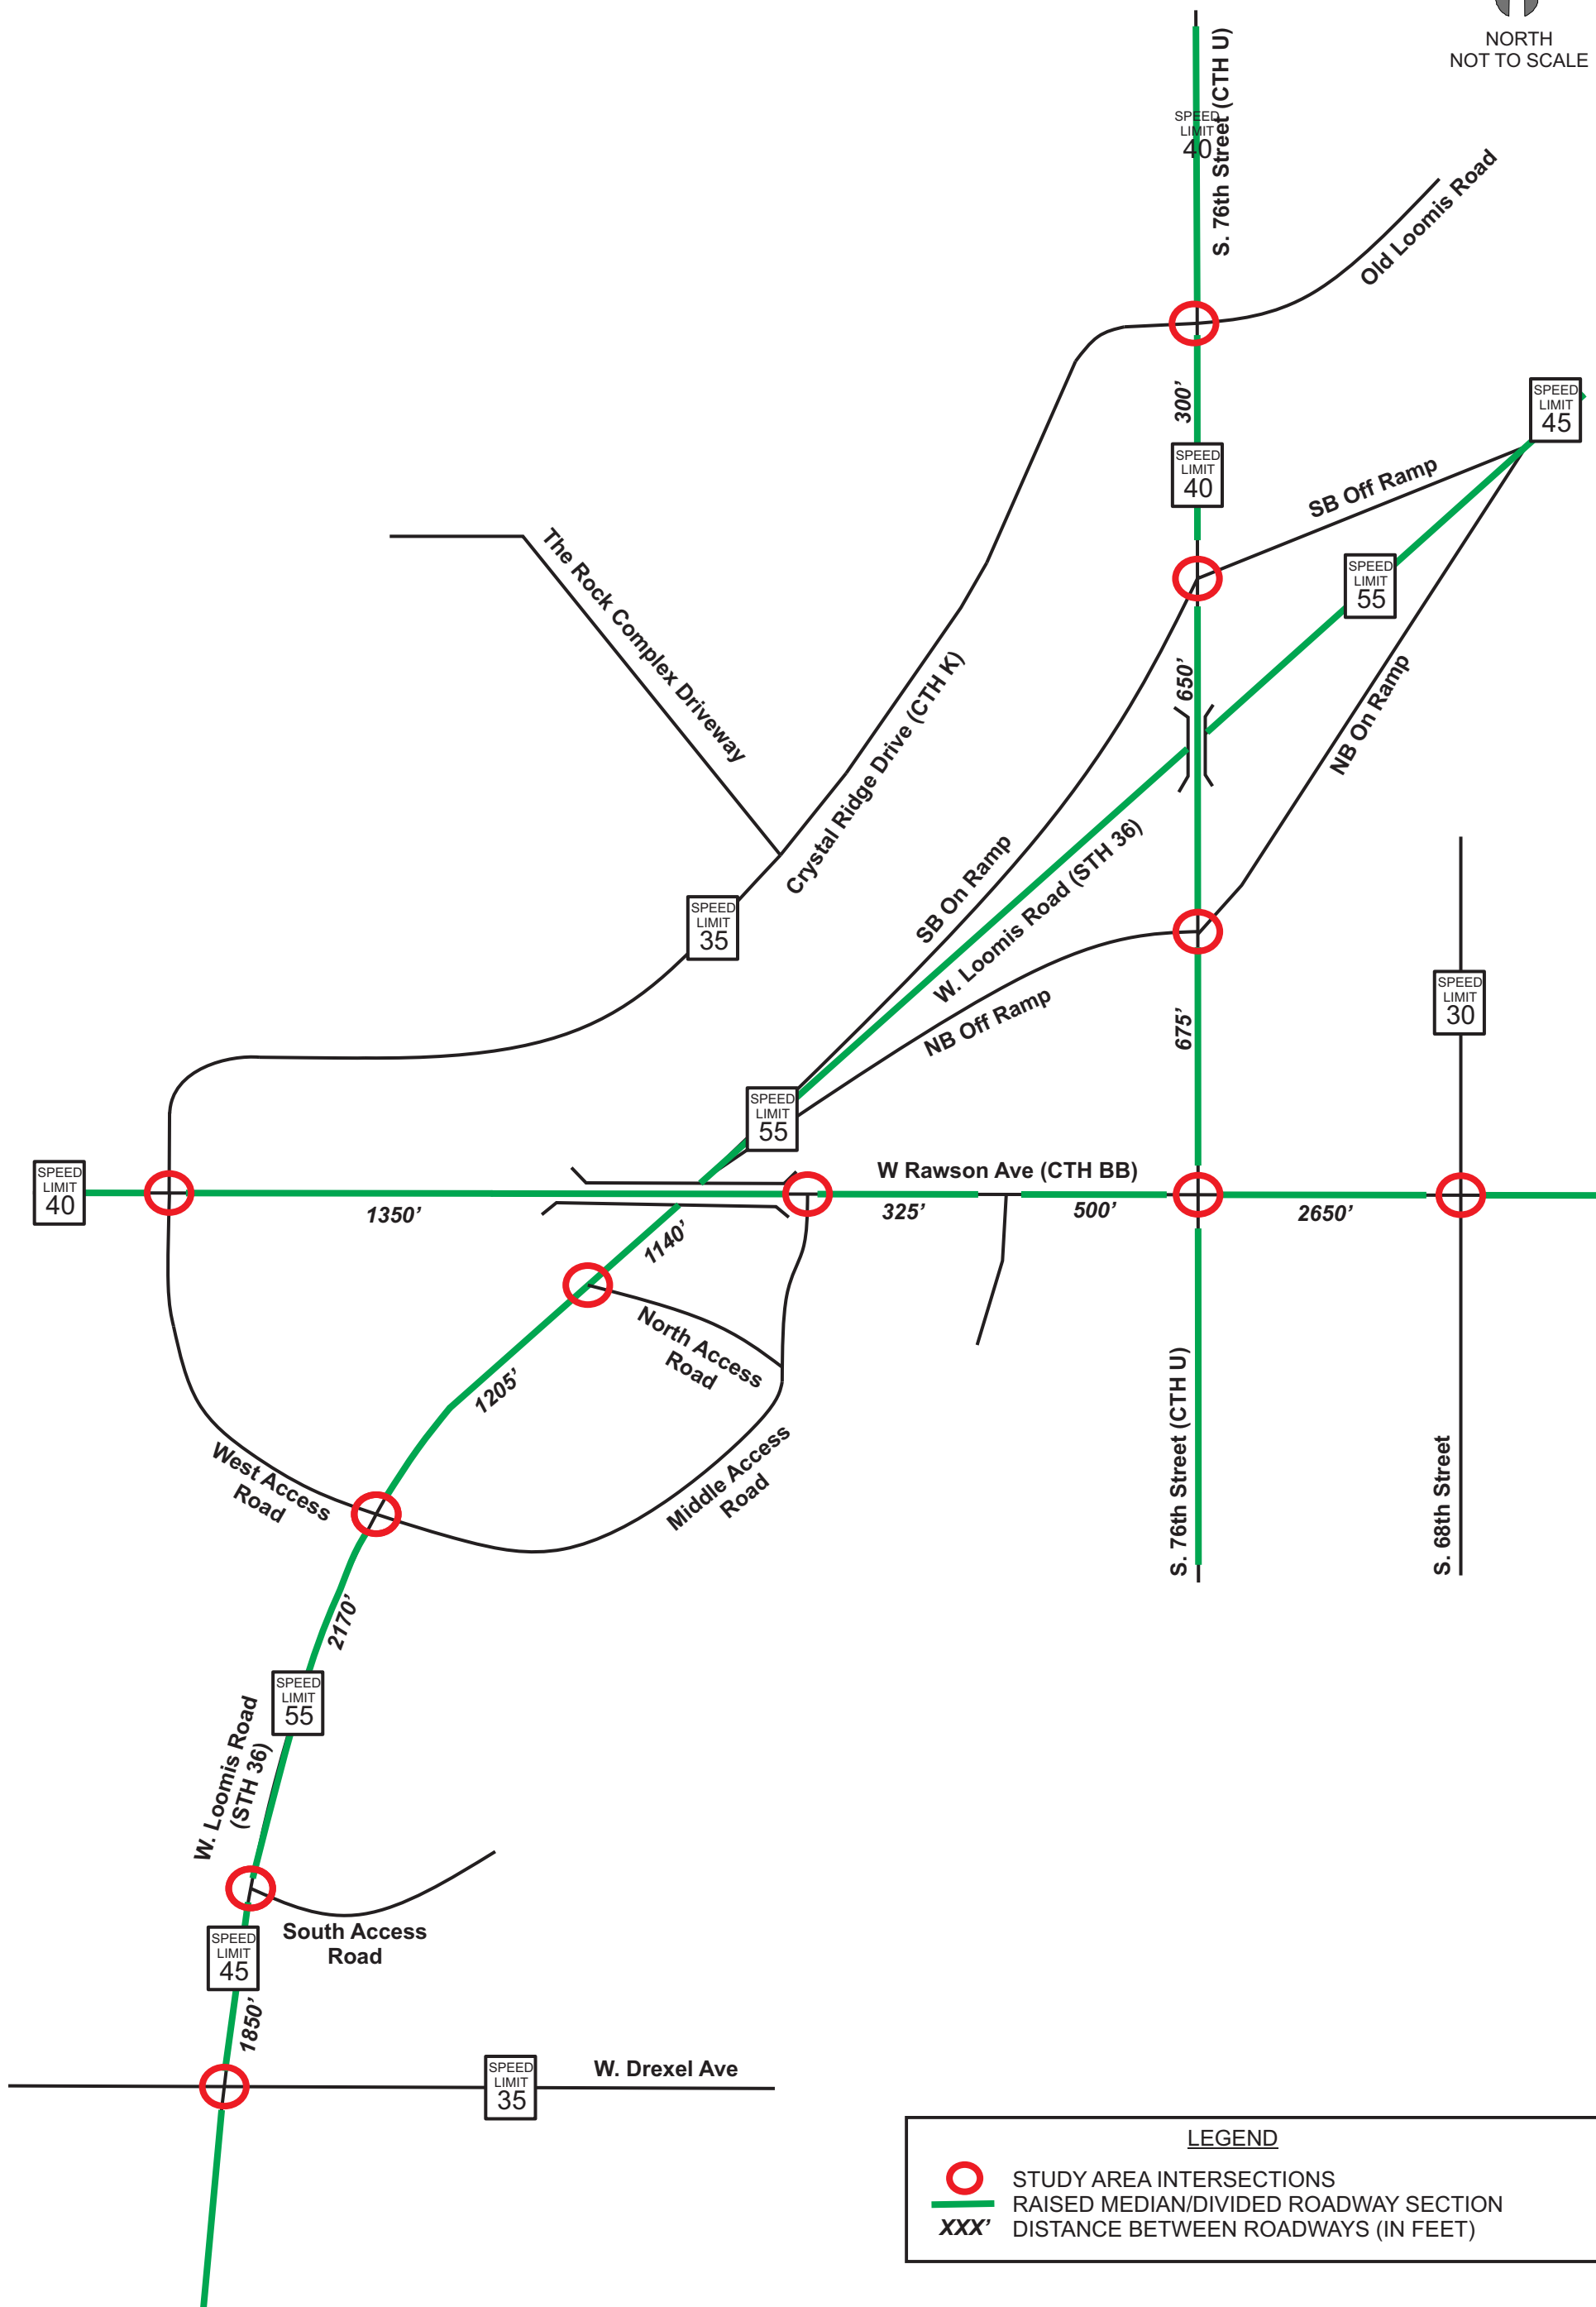 NORTH
NOT TO SCALE
S. 76th Street (CTH U)
SPEED
LIMIT
40
Old Loomis Road
300’
SPEED
LIMIT
45
SPEED
LIMIT
40
SB Off Ramp
The Rock Complex Driveway
SPEED
LIMIT
55
Crystal Ridge Drive (CTH K)
650’
NB On Ramp
SB On Ramp
W. Loomis Road (STH 36)
SPEED
LIMIT
35
NB Off Ramp
675’
SPEED
LIMIT
30
SPEED
LIMIT
55
W Rawson Ave (CTH BB)
SPEED
LIMIT
40
1350’
325’
500’
2650’
1140’
North Access
Road
1205’
S. 76th Street (CTH U)
S. 68th Street
West Access
Road
Middle Access
Road
2170’
SPEED
LIMIT
55
W. Loomis Road
(STH 36)
South Access
Road
SPEED
LIMIT
45
1850’
W. Drexel Ave
SPEED
LIMIT
35
LEGEND
STUDY AREA INTERSECTIONS
RAISED MEDIAN/DIVIDED ROADWAY SECTION
XXX’ DISTANCE BETWEEN ROADWAYS (IN FEET)